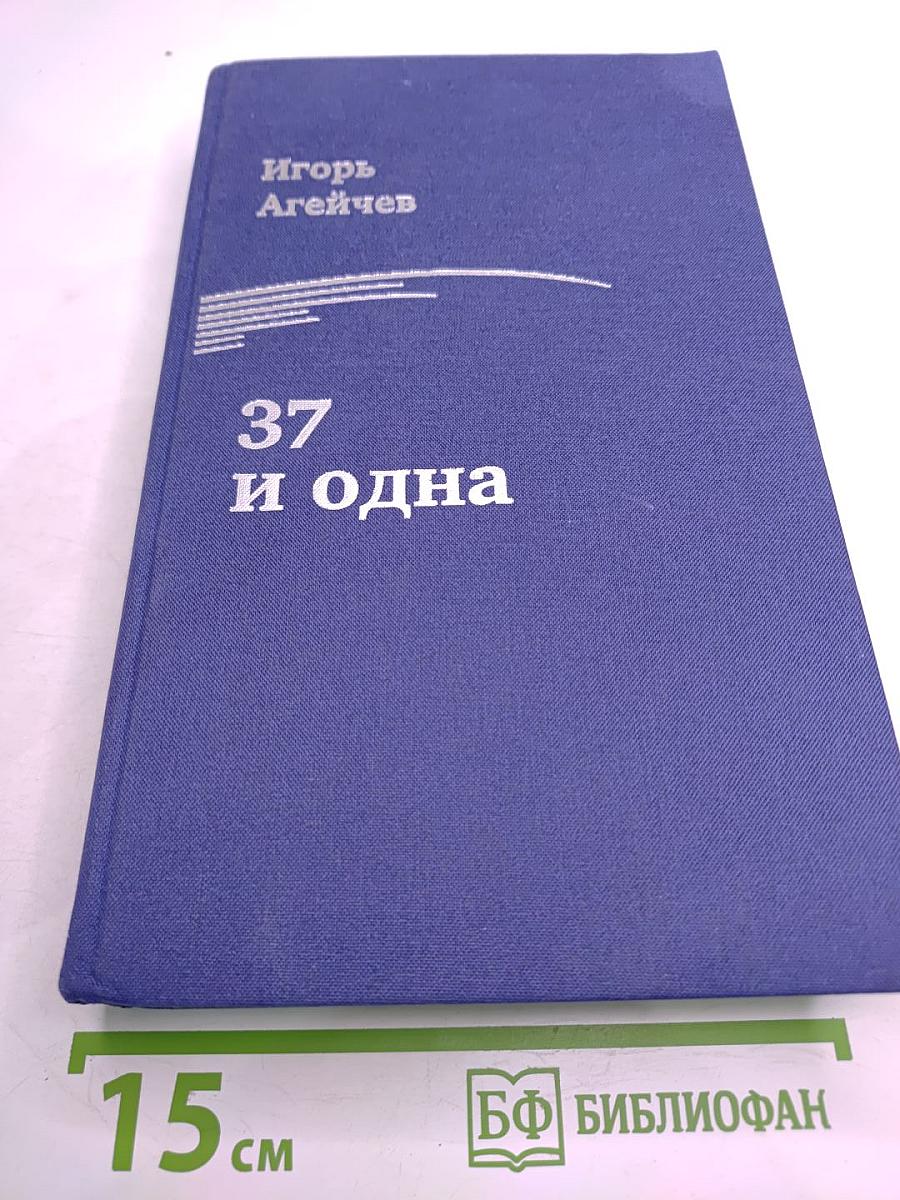 Игорь
Агейчев
37
и одна
15 см
БФ БИБЛИОФАН